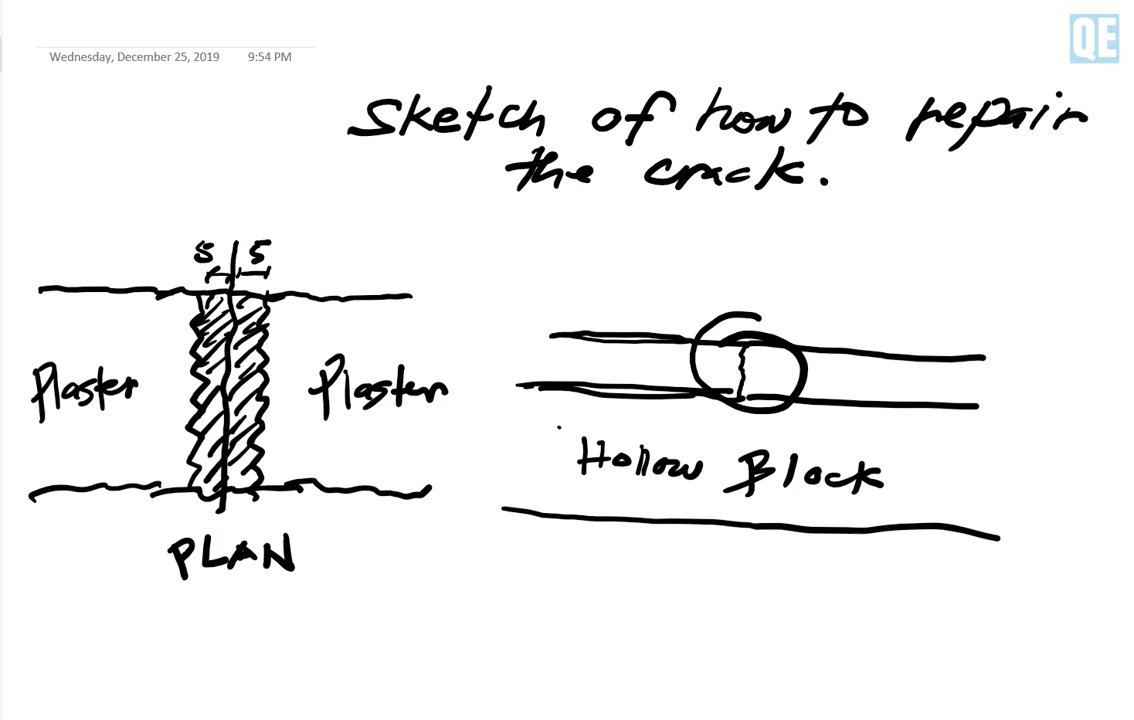 QE
Wednesday, December 25, 2019 9:54 PM
Sketch of how to repair
the crack.
5 5
Plaster Plaster
Hollow Block
PLAN